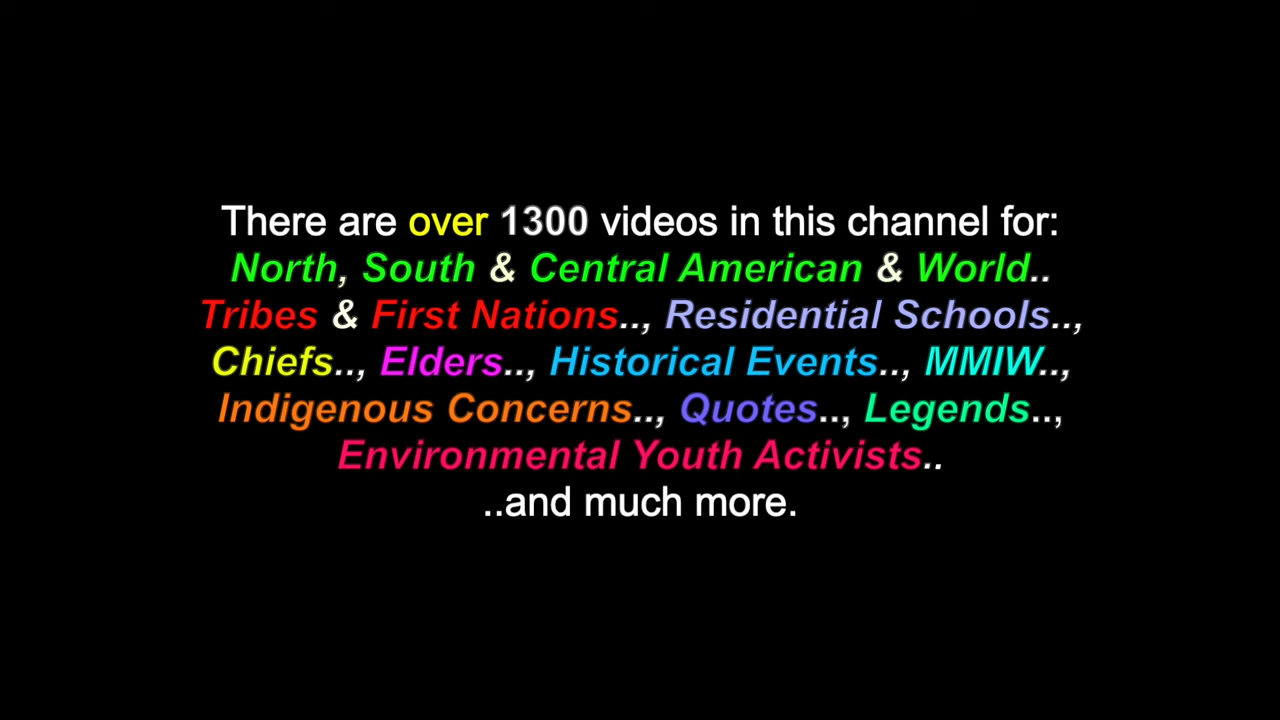 There are over 1300 videos in this channel for:
North, South & Central American & World..
Tribes & First Nations.., Residential Schools..,
Chiefs.., Elders.., Historical Events.., MMIW..,
Indigenous Concerns.., Quotes.., Legends..,
Environmental Youth Activists..
..and much more.